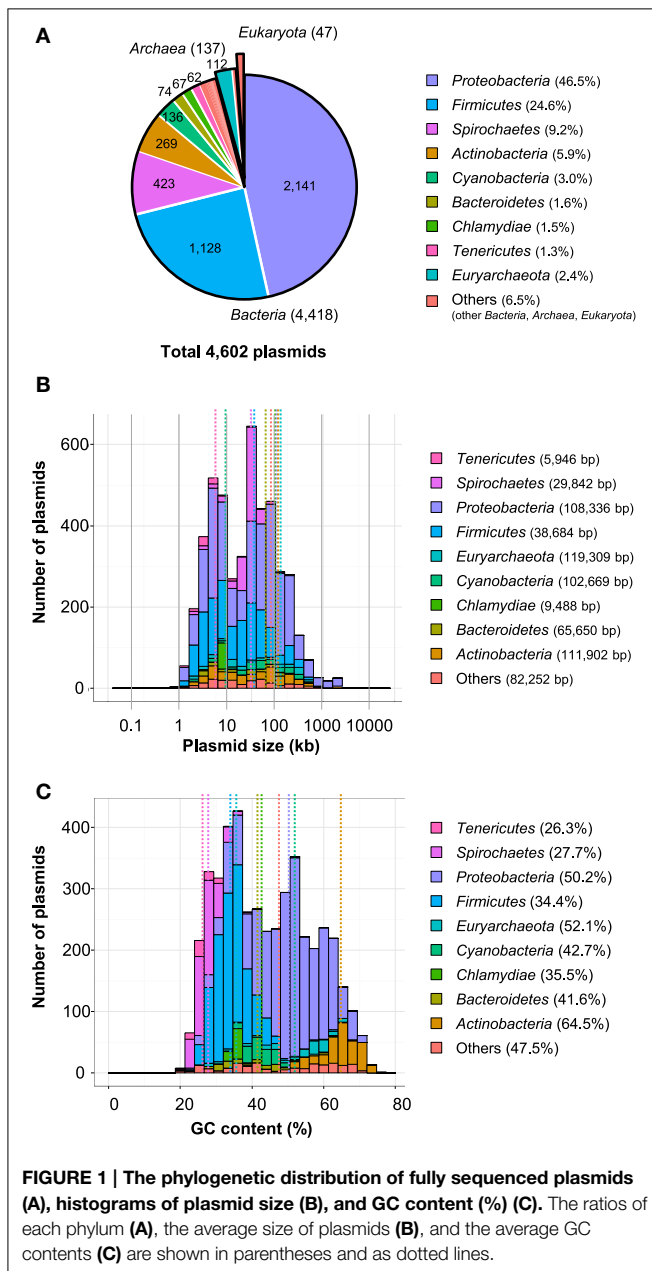 A
Eukaryota (47)
Archaea (137)
112
62
67
74
136
269
423
1,128
2,141
Bacteria (4,418)
Total 4,602 plasmids
Proteobacteria (46.5%)
Firmicutes (24.6%)
Spirochaetes (9.2%)
Actinobacteria (5.9%)
Cyanobacteria (3.0%)
Bacteroidetes (1.6%)
Chlamydiae (1.5%)
Tenericutes (1.3%)
Euryarchaeota (2.4%)
Others (6.5%)
(other Bacteria, Archaea, Eukaryota)
B
Number of plasmids
600
400
200
0
0.1 1 10 100 1000 10000
Plasmid size (kb)
Tenericutes (5,946 bp)
Spirochaetes (29,842 bp)
Proteobacteria (108,336 bp)
Firmicutes (38,684 bp)
Euryarchaeota (119,309 bp)
Cyanobacteria (102,669 bp)
Chlamydiae (9,488 bp)
Bacteroidetes (65,650 bp)
Actinobacteria (111,902 bp)
Others (82,252 bp)
C
Number of plasmids
400
300
200
100
0
0 20 40 60 80
GC content (%)
Tenericutes (26.3%)
Spirochaetes (27.7%)
Proteobacteria (50.2%)
Firmicutes (34.4%)
Euryarchaeota (52.1%)
Cyanobacteria (42.7%)
Chlamydiae (35.5%)
Bacteroidetes (41.6%)
Actinobacteria (64.5%)
Others (47.5%)
FIGURE 1 | The phylogenetic distribution of fully sequenced plasmids
(A), histograms of plasmid size (B), and GC content (%) (C). The ratios of
each phylum (A), the average size of plasmids (B), and the average GC
contents (C) are shown in parentheses and as dotted lines.